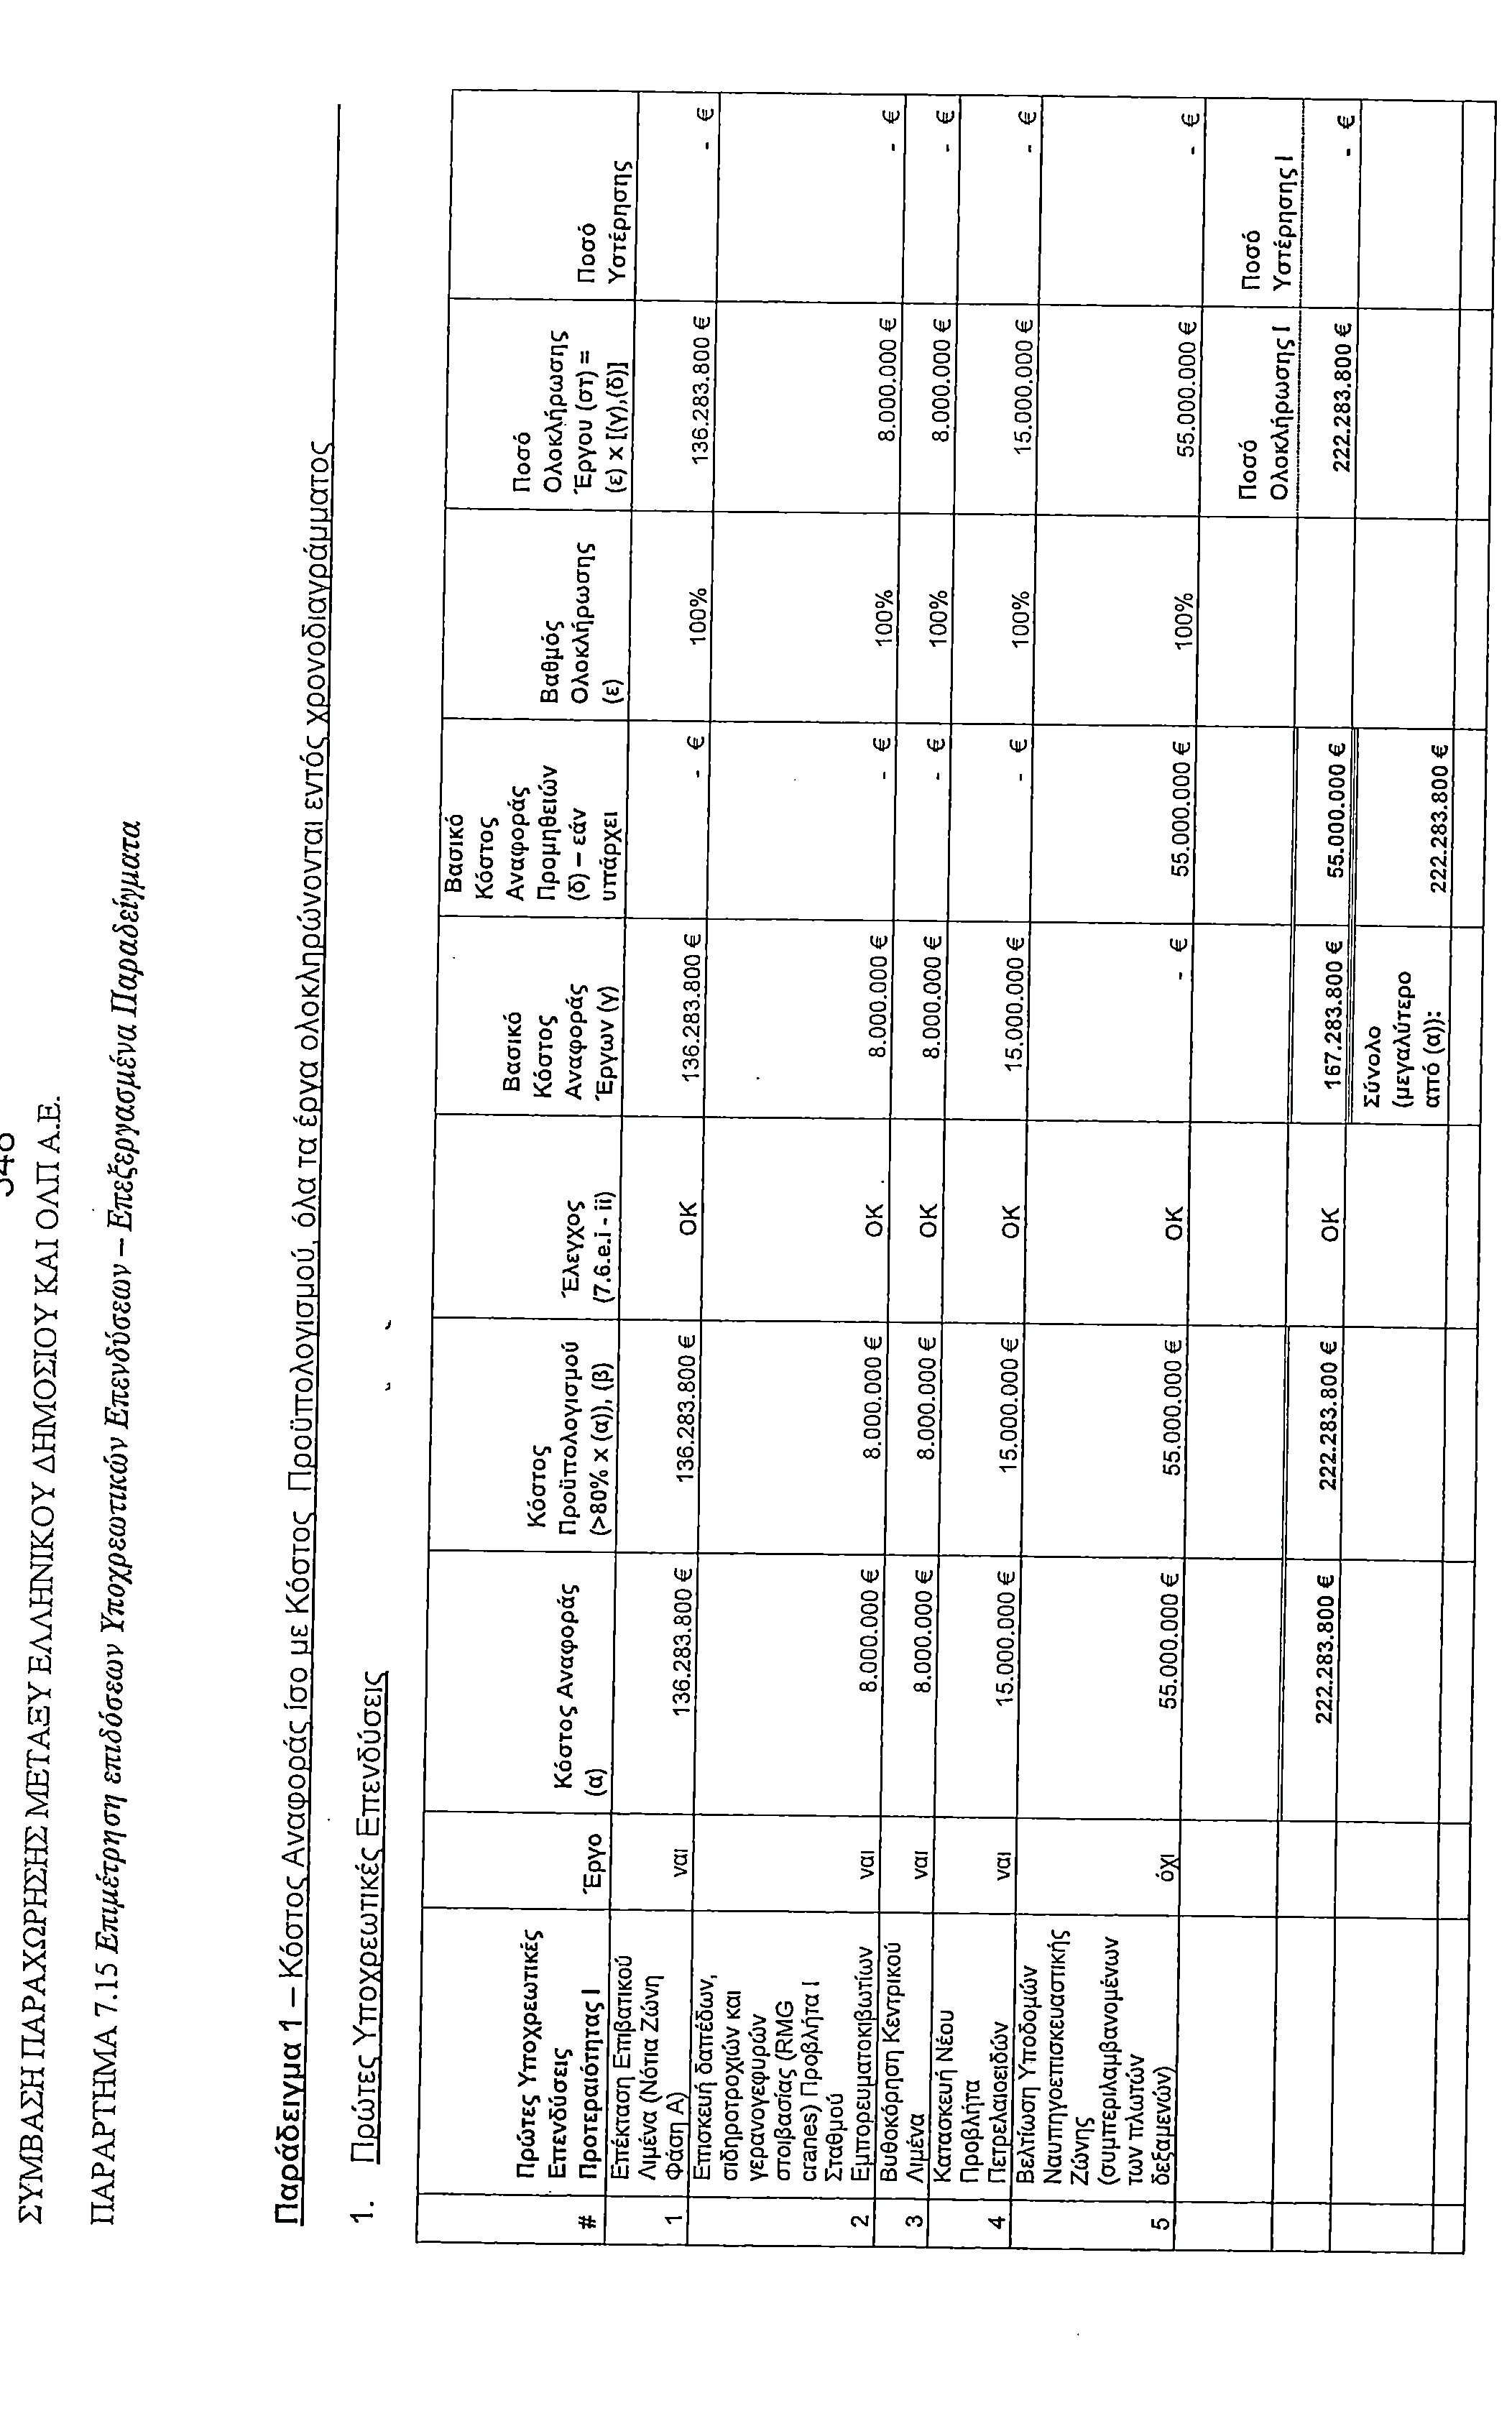 ΣΥΜΒΑΣΗ ΠΑΡΑΧΩΡΗΣΗΣ ΜΕΤΑΞΥ ΕΛΛΗΝΙΚΟΥ ΔΗΜΟΣΙΟΥ ΚΑΙ ΟΛΠ Α.Ε.
ΠΑΡΑΡΤΗΜΑ 7.15 Επιμέτρηση επιδόσεων Υποχρεωτικών Επενδύσεων – Επεξεργασμένα Παραδείγματα
Παράδειγμα 1 – Κόστος Αναφοράς ίσο με Κόστος Προϋπολογισμού, όλα τα έργα ολοκληρώνονται εντός χρονοδιαγράμματος
1. Πρώτες Υποχρεωτικές Επενδύσεις
#
Πρώτες Υποχρεωτικές
Επενδύσεις
Προτεραιότητας Ι
Έργο
Κόστος Αναφοράς
(α)
Κόστος
Προϋπολογισμού
(>80% x (α)), (β)
Έλεγχος
(7.6.e.i - ii)
Βασικό
Κόστος
Αναφοράς
Έργων (γ)
Βασικό
Κόστος
Αναφοράς
Προμηθειών
(δ) – εάν
υπάρχει
Βαθμός
Ολοκλήρωσης
(ε)
Ποσό
Ολοκλήρωσης
Έργου (στ) =
(ε) x [(γ),(δ)]
Ποσό
Υστέρησης
1
Επέκταση Επιβατικού
Λιμένα (Νότια Ζώνη
Φάση Α)
ναι
136.283.800 €
136.283.800 €
OK
136.283.800 €
- €
100%
136.283.800 €
- €
2
Επισκευή δαπέδων,
σιδηροτροχιών και
γερανογεφυρών
στοιβασίας (RMG
cranes) Προβλήτα Ι
Σταθμού
Εμπορευματοκιβωτίων
ναι
8.000.000 €
8.000.000 €
OK
8.000.000 €
- €
100%
8.000.000 €
- €
3
Βυθοκόρηση Κεντρικού
Λιμένα
ναι
8.000.000 €
8.000.000 €
OK
8.000.000 €
- €
100%
8.000.000 €
- €
4
Κατασκευή Νέου
Προβλήτα
Πετρελαιοειδών
ναι
15.000.000 €
15.000.000 €
OK
15.000.000 €
- €
100%
15.000.000 €
- €
5
Βελτίωση Υποδομών
Ναυπηγοεπισκευαστικής
Ζώνης
(συμπεριλαμβανομένων
των πλωτών
δεξαμενών)
όχι
55.000.000 €
55.000.000 €
OK
- €
55.000.000 €
100%
55.000.000 €
- €
Ποσό
Ολοκλήρωσης Ι
Ποσό
Υστέρησης Ι
222.283.800 €
222.283.800 €
OK
167.283.800 €
55.000.000 €
222.283.800 €
- €
Σύνολο
(μεγαλύτερο
από (α)):
222.283.800 €